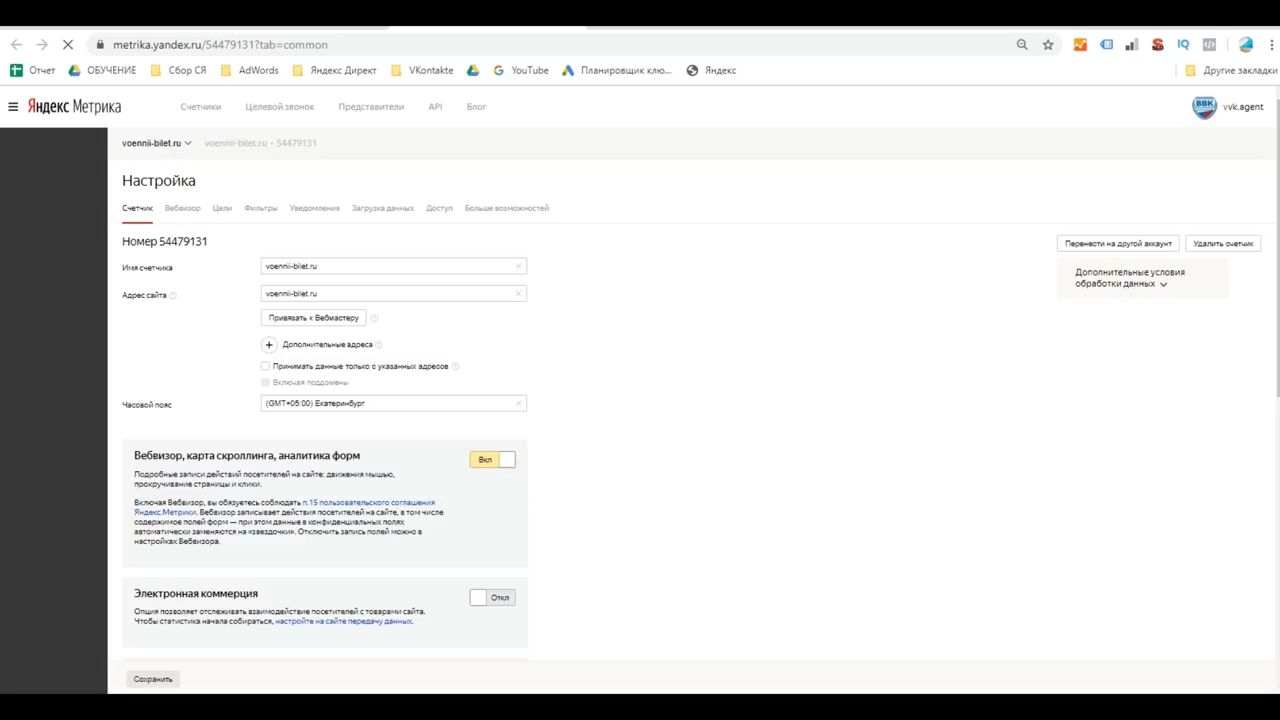 metrika.yandex.ru/54479131?tab=common
Отчет ОБУЧЕНИЕ Сбор СЯ AdWords Яндекс Директ VKontakte YouTube Планировщик клю... Яндекс Другие закладки
Яндекс Метрика Счетчики Целевой звонок Представители API Блог vvk.agent
ВВК
voennii-bilet.ru voennii-bilet.ru - 54479131
Настройка
Счетчик Вебвизор Цели Фильтры Уведомления Загрузка данных Доступ Больше возможностей
Номер 54479131
Перенести на другой аккаунт Удалить счетчик
Имя счетчика voennii-bilet.ru
Дополнительные условия
обработки данных
Адрес сайта voennii-bilet.ru
Привязать к Вебмастеру
Дополнительные адреса
Принимать данные только с указанных адресов
Включая поддомены
Часовой пояс (GMT+05:00) Екатеринбург
Вебвизор, карта скроллинга, аналитика форм Вкл
Подробные записи действий посетителей на сайте: движения мышью,
прокручивание страницы и клики.
Включая Вебвизор, вы обязуетесь соблюдать п.15 пользовательского соглашения
Яндекс.Метрики. Вебвизор записывает действия посетителей на сайте, в том числе
содержимое полей форм — при этом данные в конфиденциальных полях
автоматически заменяются на «звездочки». Отключить запись полей можно в
настройках Вебвизора.
Электронная коммерция Откл
Опция позволяет отслеживать взаимодействие посетителей с товарами сайта.
Чтобы статистика начала собираться, настройте на сайте передачу данных.
Сохранить